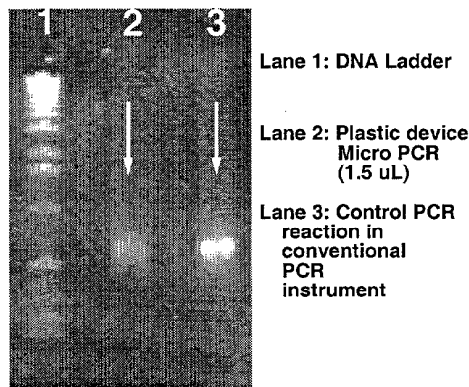 1 2 3
Lane 1: DNA Ladder
Lane 2: Plastic device
Micro PCR
(1.5 uL)
Lane 3: Control PCR
reaction in
conventional
PCR
instrument